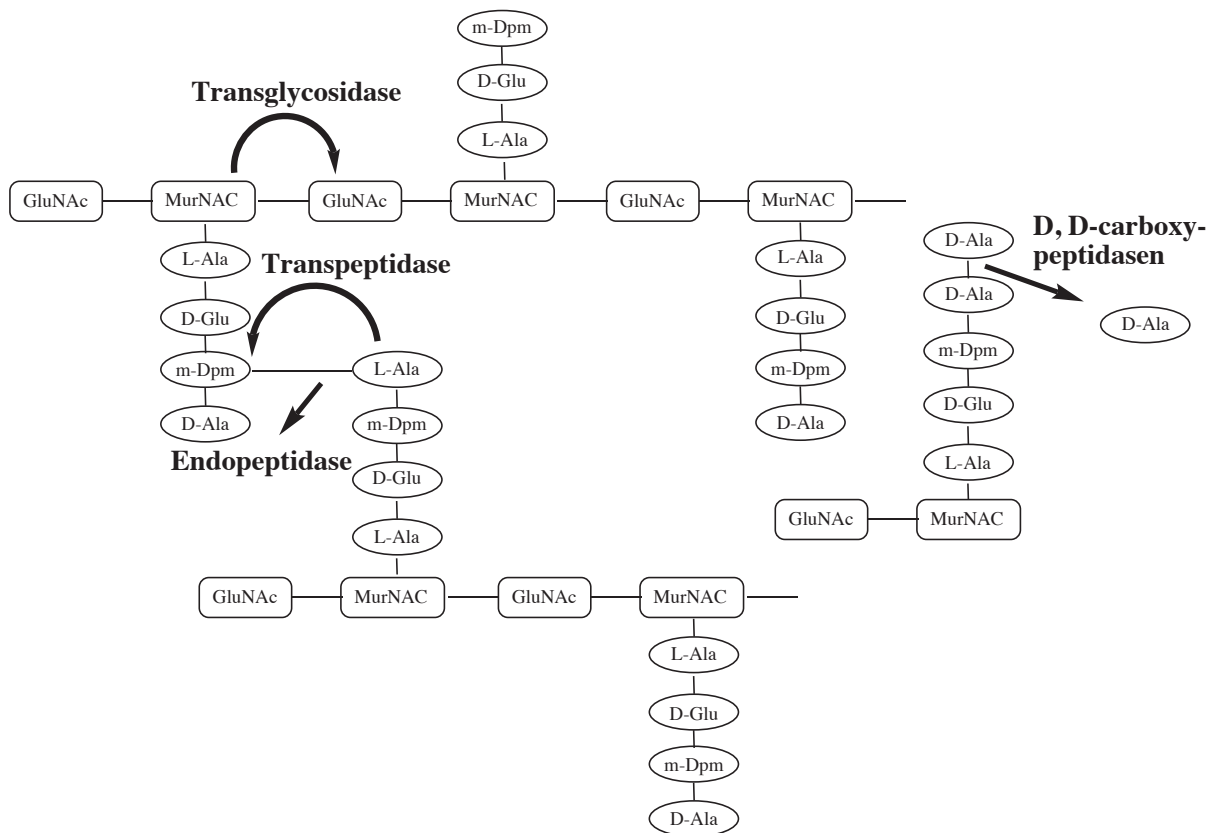 m-Dpm
D-Glu
Transglycosidase
L-Ala
GluNAc MurNAC GluNAc MurNAC GluNAc MurNAC
L-Ala
D-Glu
m-Dpm
D-Ala
Transpeptidase
L-Ala
m-Dpm
D-Glu
L-Ala
Endopeptidase
L-Ala
D-Glu
m-Dpm
D-Ala
D-Ala
D-Ala
m-Dpm
D-Glu
L-Ala
GluNAc MurNAC
D, D-carboxy-
peptidasen
D-Ala
GluNAc MurNAC GluNAc MurNAC
L-Ala
D-Glu
m-Dpm
D-Ala